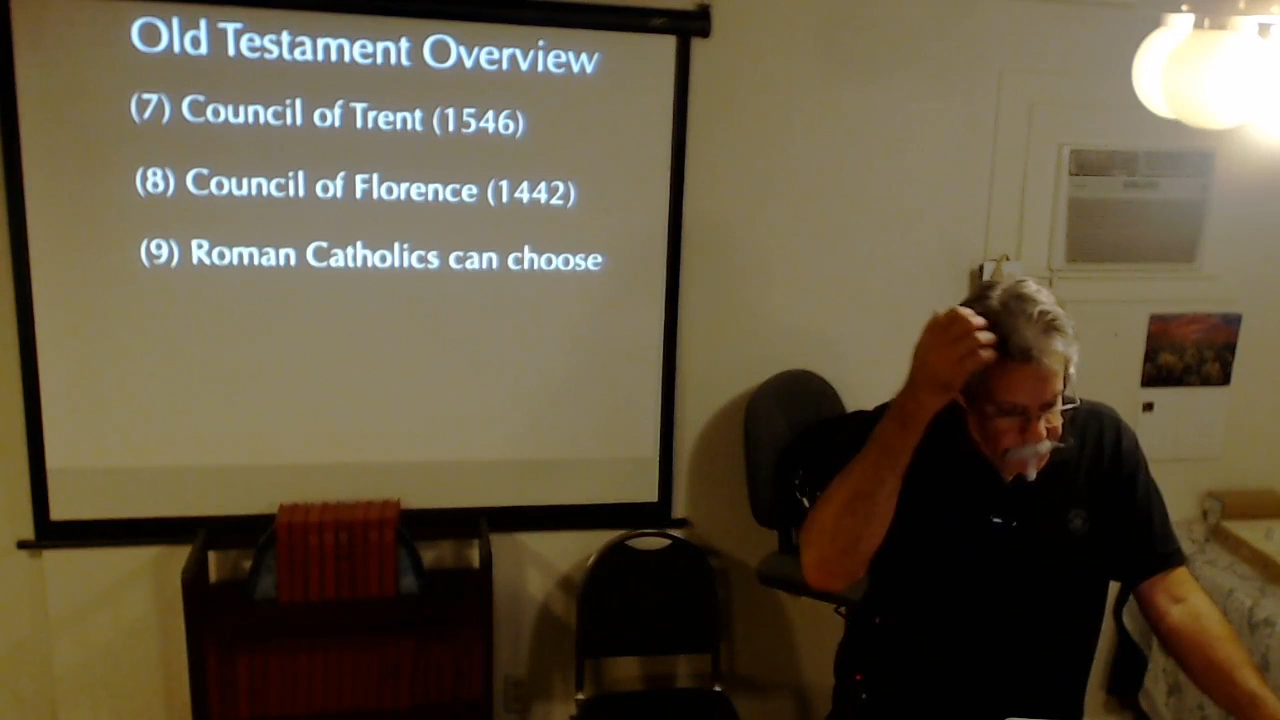 Old Testament Overview
(7) Council of Trent (1546)
(8) Council of Florence (1442)
(9) Roman Catholics can choose